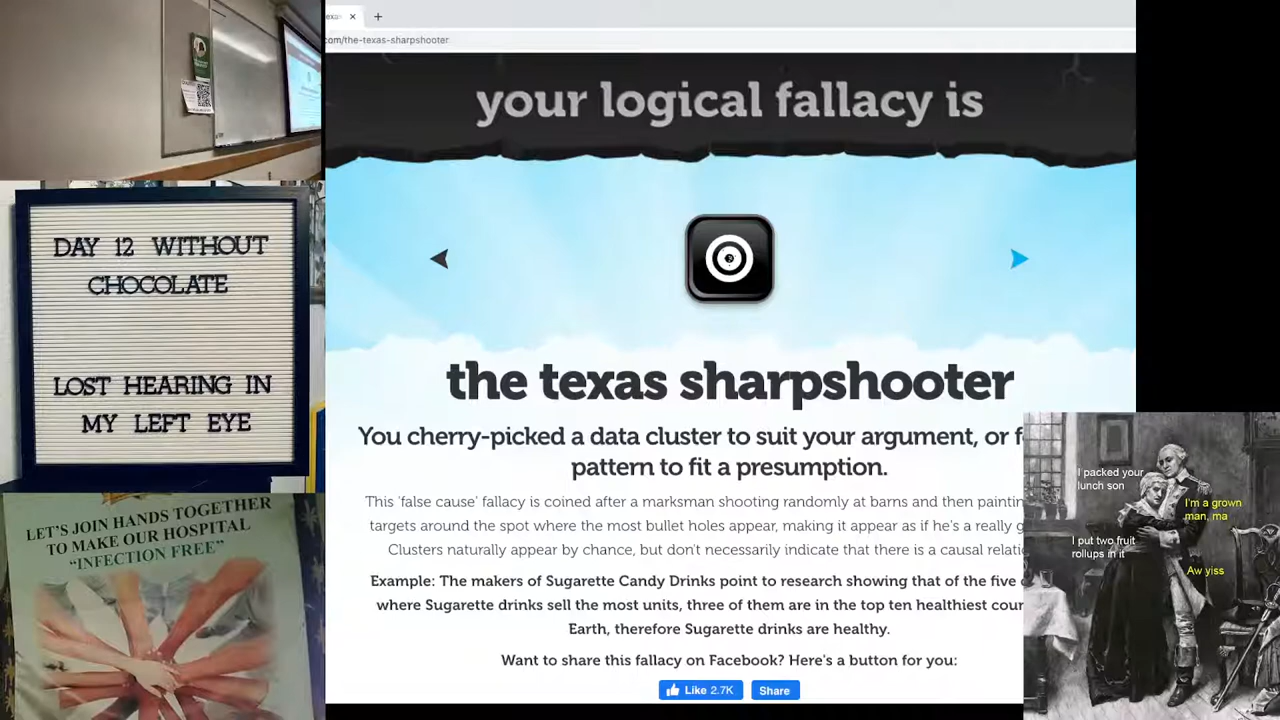 com/the-texas-sharpshooter
your logical fallacy is
the texas sharpshooter
You cherry-picked a data cluster to suit your argument, or f
pattern to fit a presumption.
This 'false cause' fallacy is coined after a marksman shooting randomly at barns and then paintin
targets around the spot where the most bullet holes appear, making it appear as if he's a really g
Clusters naturally appear by chance, but don't necessarily indicate that there is a causal relati
Example: The makers of Sugarette Candy Drinks point to research showing that of the five
where Sugarette drinks sell the most units, three of them are in the top ten healthiest cour
Earth, therefore Sugarette drinks are healthy.
Want to share this fallacy on Facebook? Here's a button for you:
Like 2.7K
Share
DAY 12 WITHOUT
CHOCOLATE
LOST HEARING IN
MY LEFT EYE
LET'S JOIN HANDS TOGETHER
TO MAKE OUR HOSPITAL
"INFECTION FREE"
I packed your
lunch son
I'm a grown
man, ma
I put two fruit
rollups in it
Aw yiss